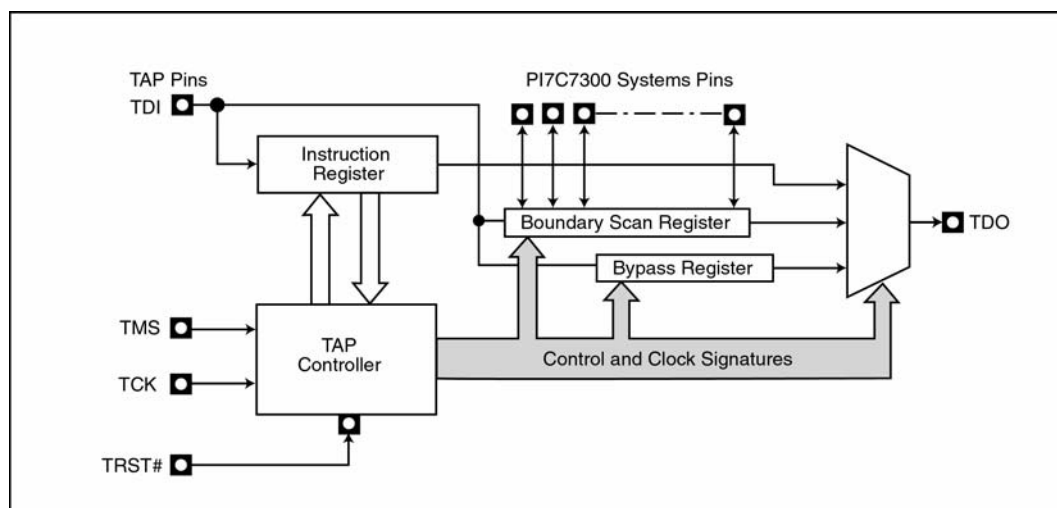 TAP Pins
TDI
PI7C7300 Systems Pins
Instruction
Register
Boundary Scan Register
TDO
Bypass Register
TMS
TAP
Controller
Control and Clock Signatures
TCK
TRST#